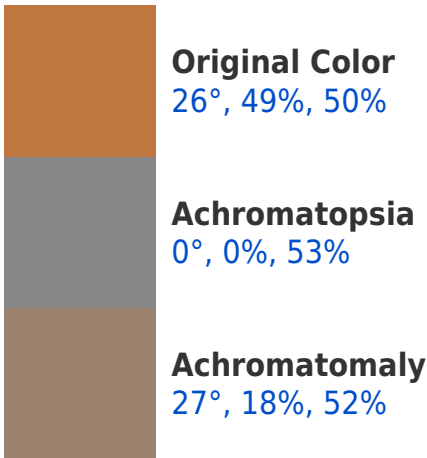 Original Color
26°, 49%, 50%
Achromatopsia
0°, 0%, 53%
Achromatomaly
27°, 18%, 52%